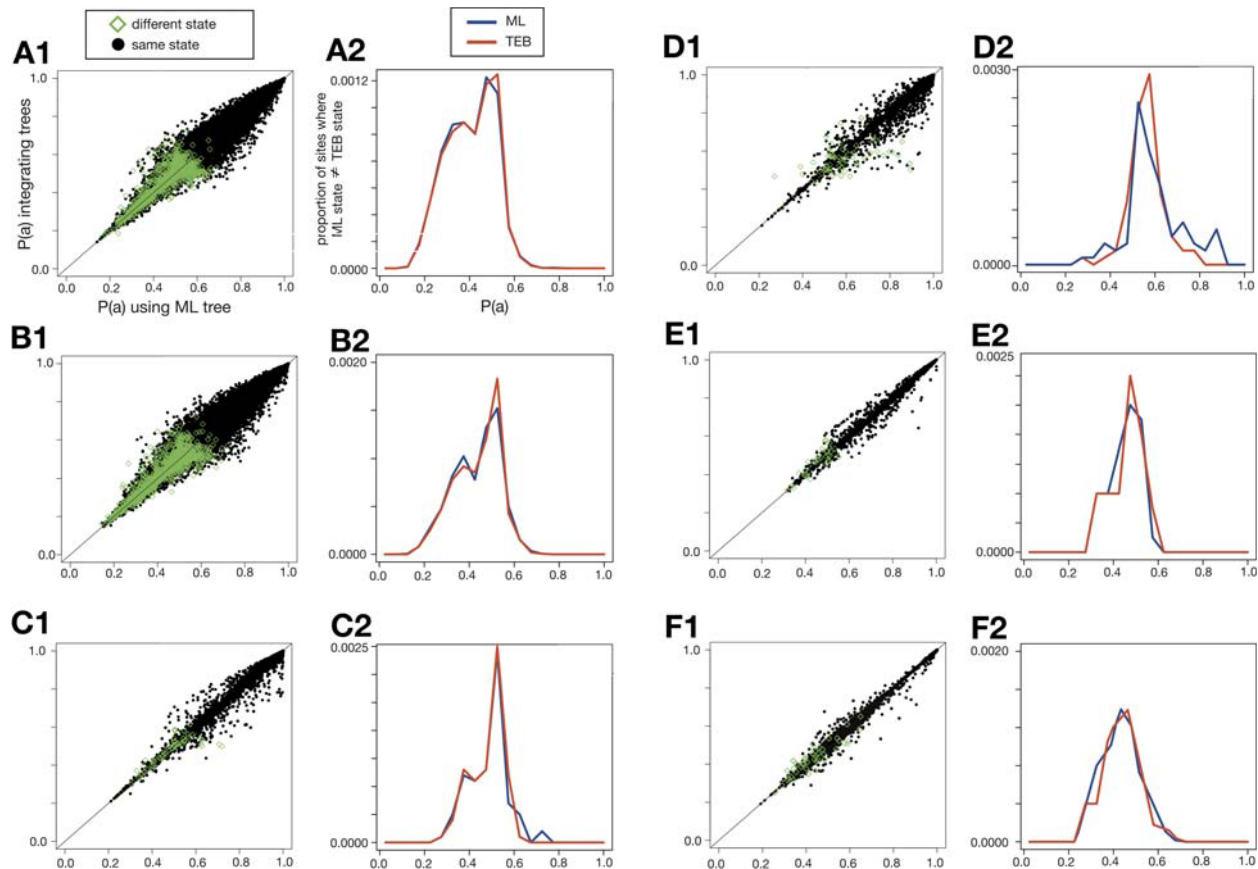 different state
same state
ML
TEB
A1
A2
D1
D2
1.0
P(a) integrating trees
0.0
0.0 0.2 0.4 0.6 0.8 1.0
P(a) using ML tree
0.0012
proportion of sites where
ML state ≠ TEB state
0.0000
0.0 0.2 0.4 0.6 0.8 1.0
P(a)
1.0
0.0
0.0 0.2 0.4 0.6 0.8 1.0
0.0030
0.0000
0.0 0.2 0.4 0.6 0.8 1.0
B1
B2
E1
E2
1.0
0.0
0.0 0.2 0.4 0.6 0.8 1.0
0.0020
0.0000
0.0 0.2 0.4 0.6 0.8 1.0
1.0
0.0
0.0 0.2 0.4 0.6 0.8 1.0
0.0025
0.0000
0.0 0.2 0.4 0.6 0.8 1.0
C1
C2
F1
F2
1.0
0.0
0.0 0.2 0.4 0.6 0.8 1.0
0.0025
0.0000
0.0 0.2 0.4 0.6 0.8 1.0
1.0
0.0
0.0 0.2 0.4 0.6 0.8 1.0
0.0020
0.0000
0.0 0.2 0.4 0.6 0.8 1.0